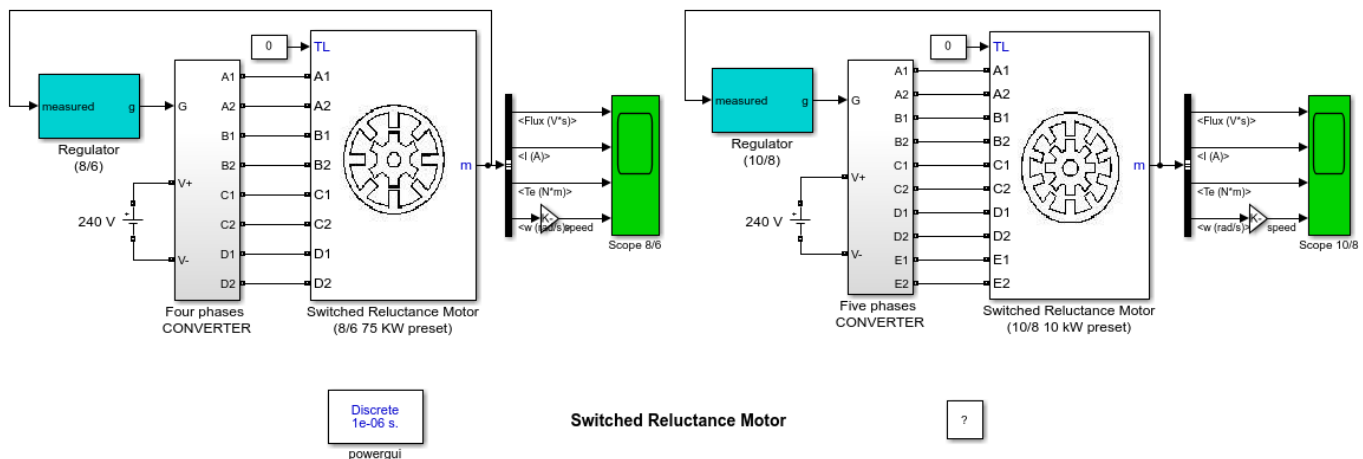 0
TL
measured
g
Regulator
(8/6)
G
A1
A2
B1
B2
C1
C2
D1
D2
V+
V-
240 V
Four phases
CONVERTER
A1
A2
B1
B2
C1
C2
D1
D2
m
Switched Reluctance Motor
(8/6 75 KW preset)
<Flux (V*s)>
<I (A)>
<Te (N*m)>
<w (rad/s)>
K-
speed
Scope 8/6
0
TL
measured
g
Regulator
(10/8)
G
A1
A2
B1
B2
C1
C2
D1
D2
E1
E2
V+
V-
240 V
Five phases
CONVERTER
A1
A2
B1
B2
C1
C2
D1
D2
E1
E2
m
Switched Reluctance Motor
(10/8 10 kW preset)
<Flux (V*s)>
<I (A)>
<Te (N*m)>
<w (rad/s)>
K-
speed
Scope 10/8
Discrete
1e-06 s.
powergui
Switched Reluctance Motor
?